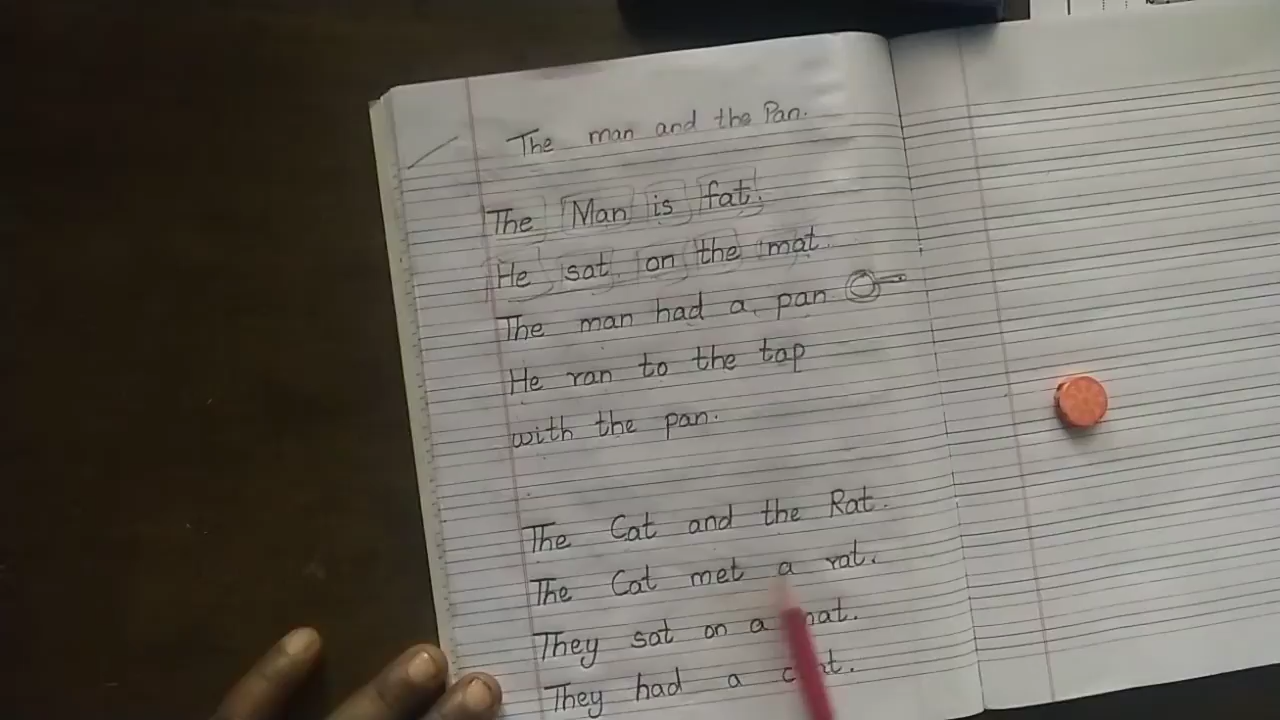 The man and the Pan.
The Man is fat.
He sat on the mat.
The man had a pan
He ran to the tap
with the pan.
The Cat and the Rat.
The Cat met a rat.
They sat on a
They had a